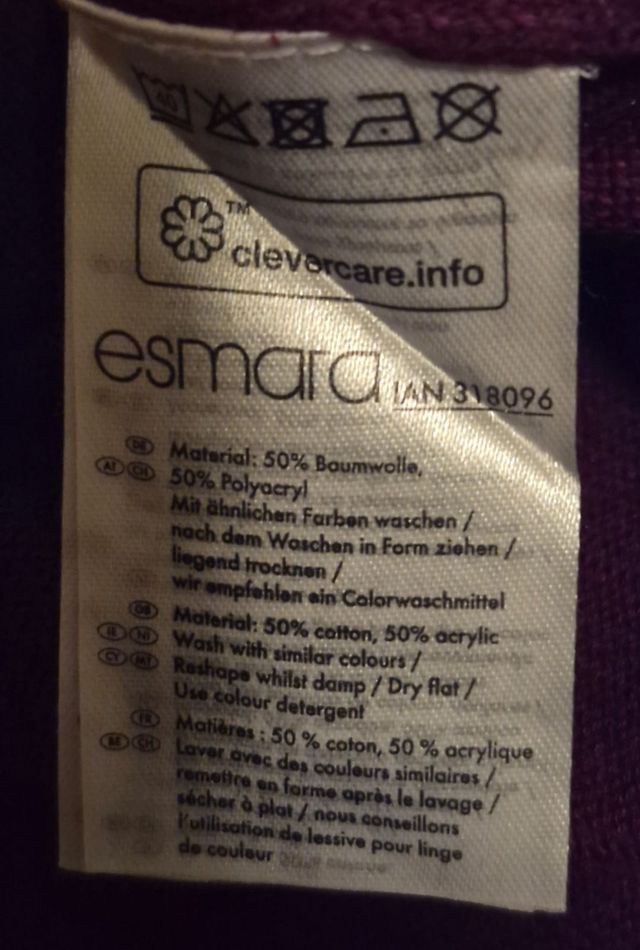 40
™
clevercare.info
esmara IAN 318096
DE Material: 50% Baumwolle,
AT CH 50% Polyacryl
Mit ähnlichen Farben waschen /
nach dem Waschen in Form ziehen /
liegend trocknen /
wir empfehlen ein Colorwaschmittel
GB Material: 50% cotton, 50% acrylic
IE NI Wash with similar colours /
CY MT Reshape whilst damp / Dry flat /
Use colour detergent
FR Matières : 50 % coton, 50 % acrylique
BE CH Laver avec des couleurs similaires /
remettre en forme après le lavage /
sécher à plat / nous conseillons
l'utilisation de lessive pour linge
de couleur